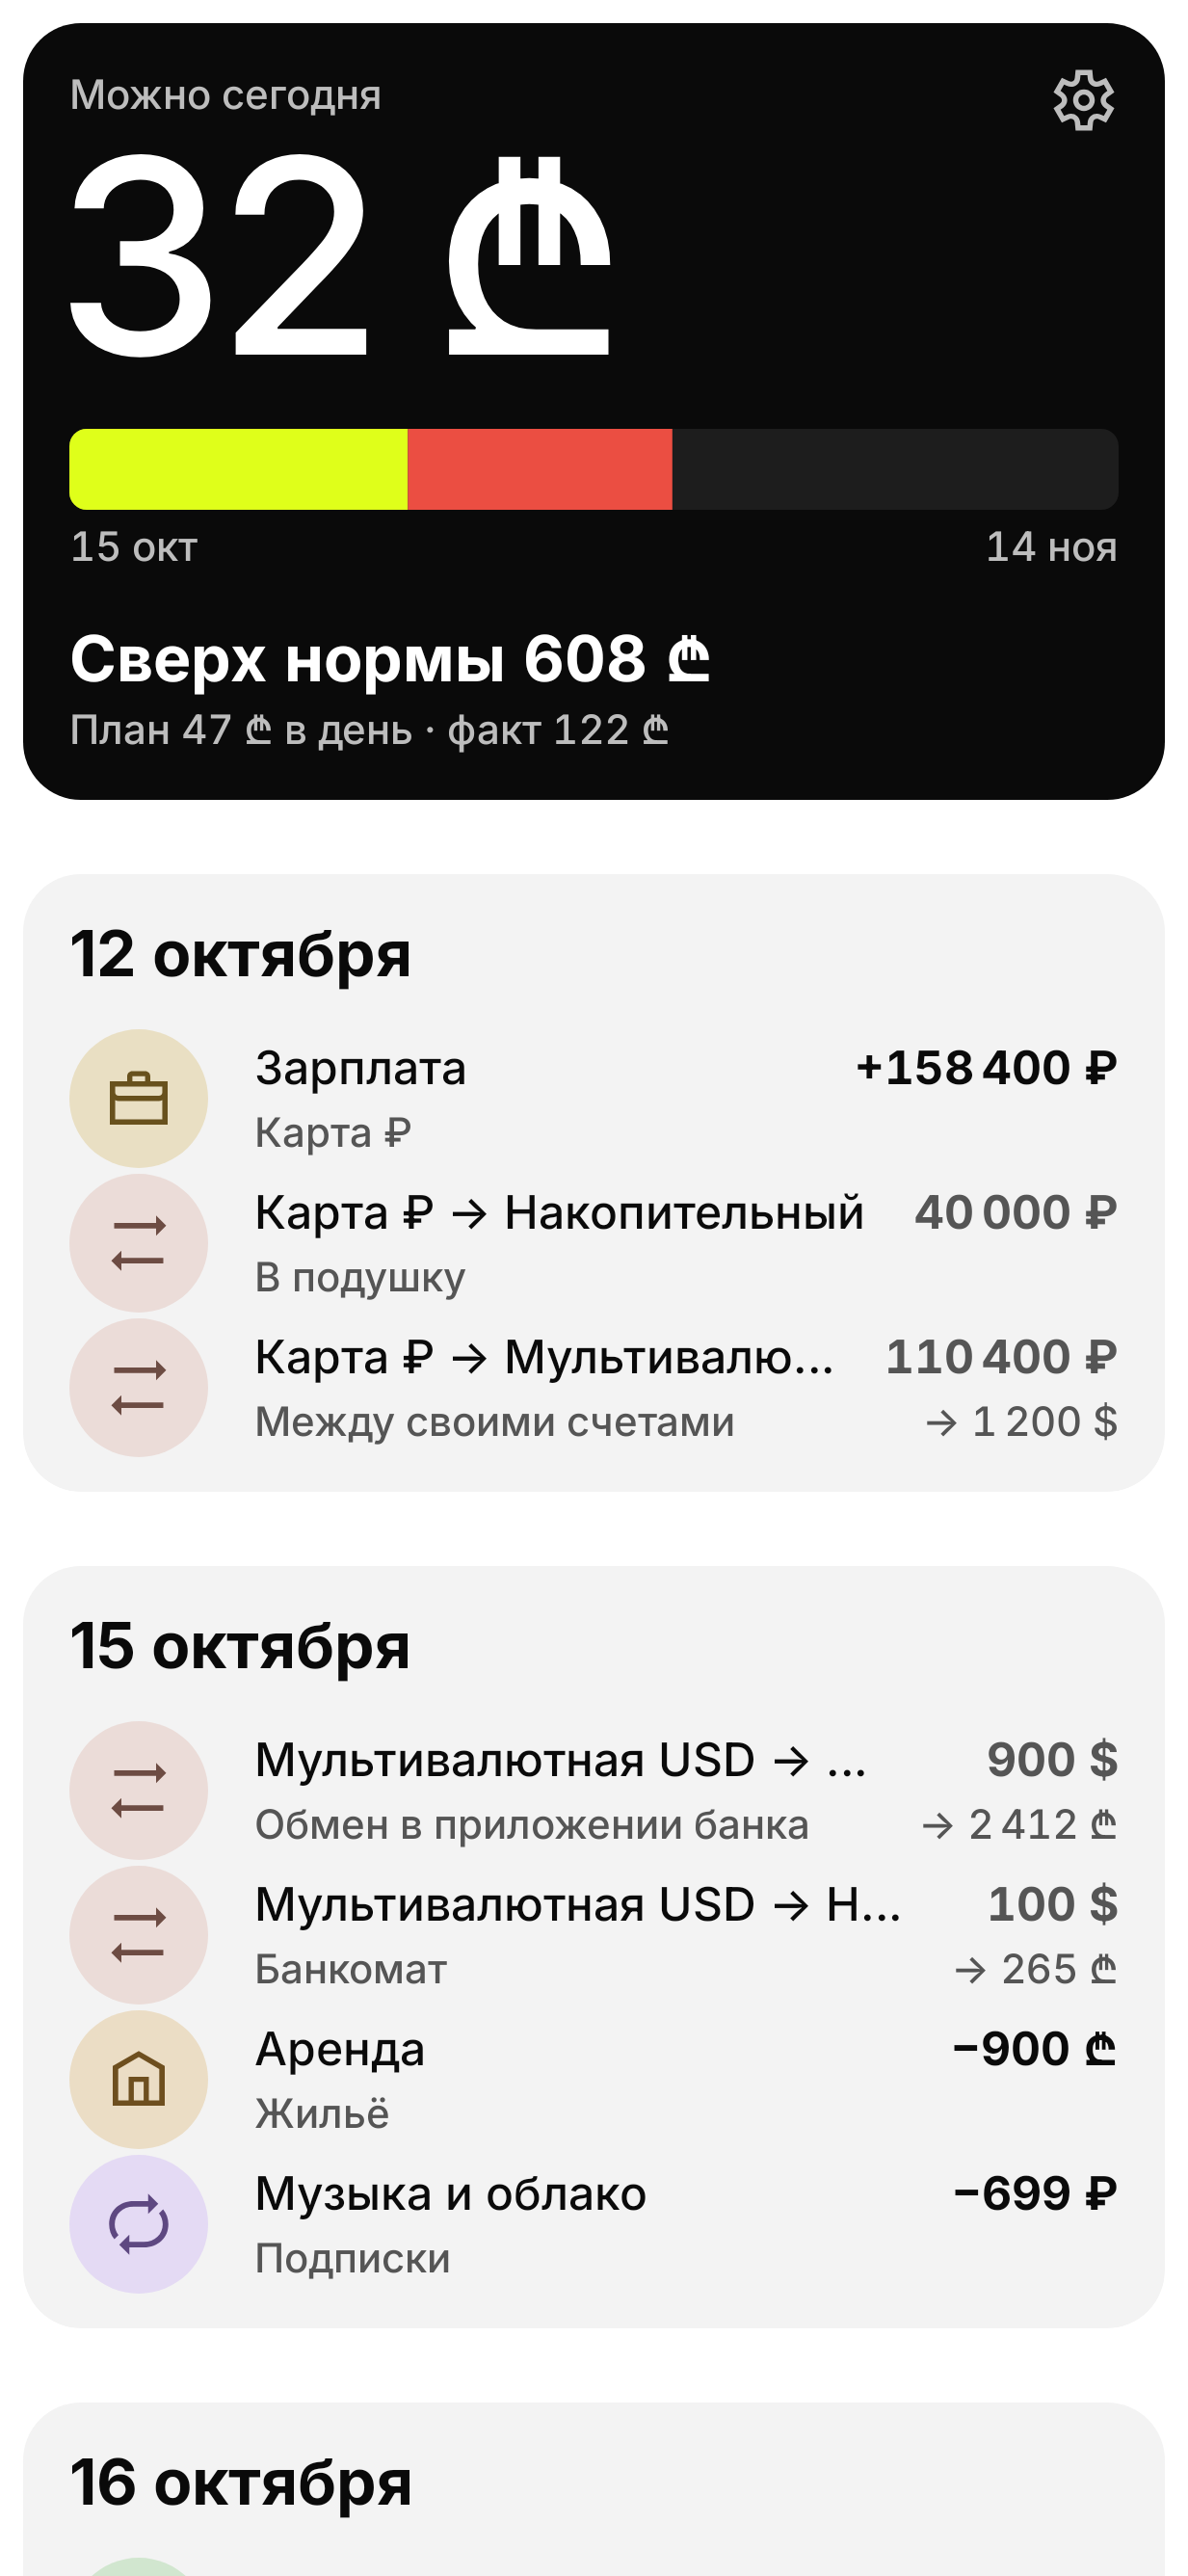 Можно сегодня
32 ₾
15 окт
14 ноя
Сверх нормы 608 ₾
План 47 ₾ в день · факт 122 ₾
12 октября
Зарплата
+158 400 ₽
Карта ₽
Карта ₽ → Накопительный
40 000 ₽
В подушку
Карта ₽ → Мультивалю...
110 400 ₽
Между своими счетами
→ 1 200 $
15 октября
Мультивалютная USD → ...
900 $
Обмен в приложении банка
→ 2 412 ₾
Мультивалютная USD → Н...
100 $
Банкомат
→ 265 ₾
Аренда
−900 ₾
Жильё
Музыка и облако
−699 ₽
Подписки
16 октября